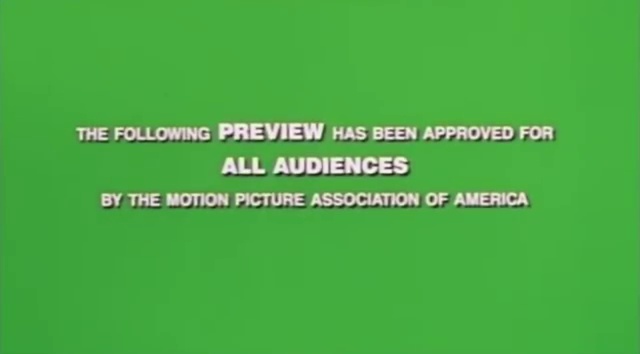 THE FOLLOWING PREVIEW HAS BEEN APPROVED FOR
ALL AUDIENCES
BY THE MOTION PICTURE ASSOCIATION OF AMERICA